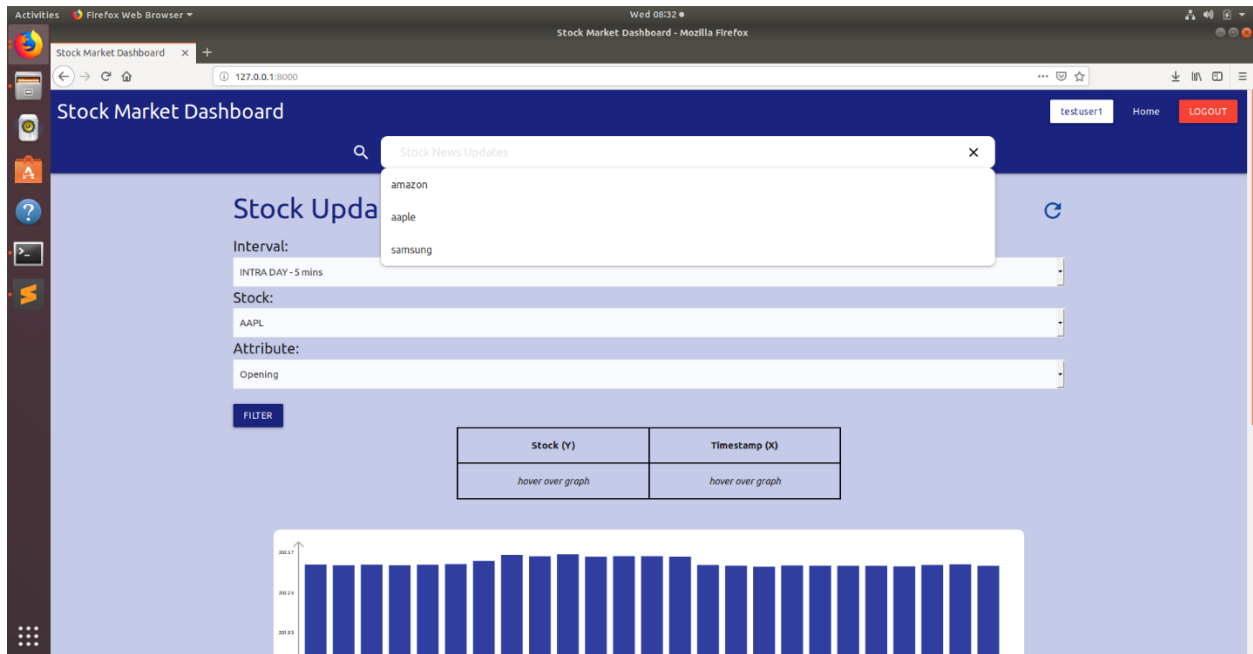 Activities Firefox Web Browser Wed 08:32
Stock Market Dashboard - Mozilla Firefox
Stock Market Dashboard
127.0.0.1:8000
Stock Market Dashboard testuser1 Home LOGOUT
Stock News Updates
amazon
aaple
samsung
Stock Upda
Interval:
INTRA DAY - 5 mins
Stock:
AAPL
Attribute:
Opening
FILTER
Stock (Y) Timestamp (X)
hover over graph hover over graph